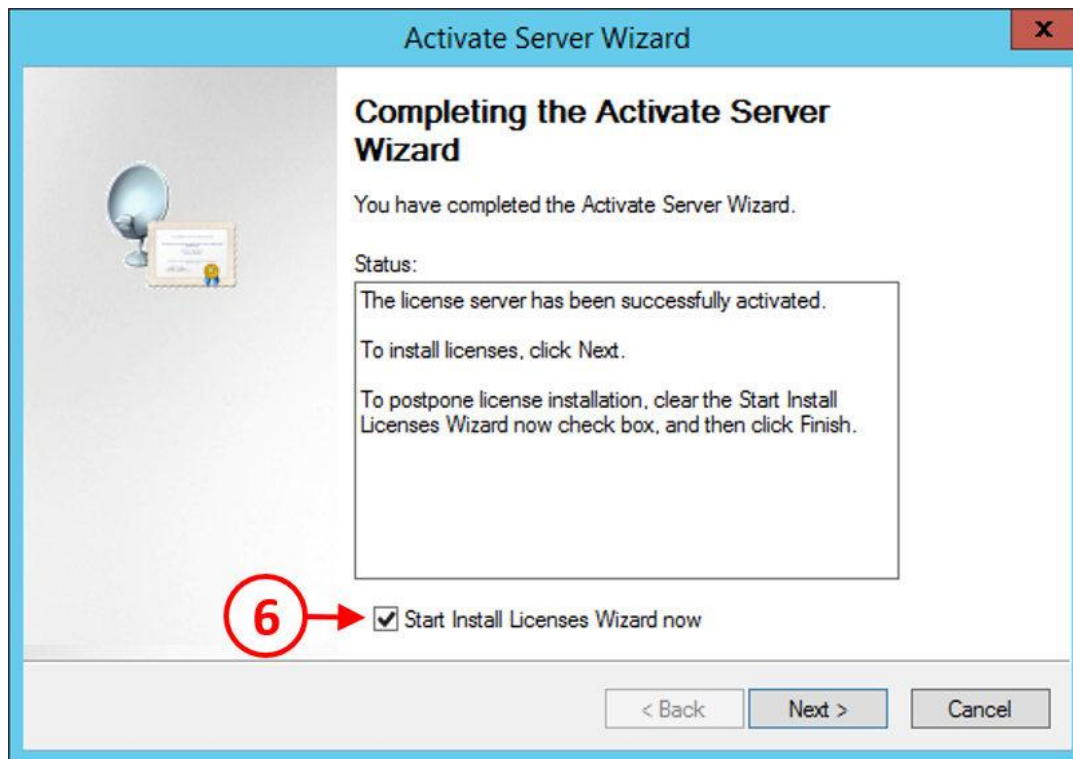 Activate Server Wizard
x
Completing the Activate Server
Wizard
You have completed the Activate Server Wizard.
Status:
The license server has been successfully activated.
To install licenses, click Next.
To postpone license installation, clear the Start Install
Licenses Wizard now check box, and then click Finish.
6
Start Install Licenses Wizard now
< Back
Next >
Cancel